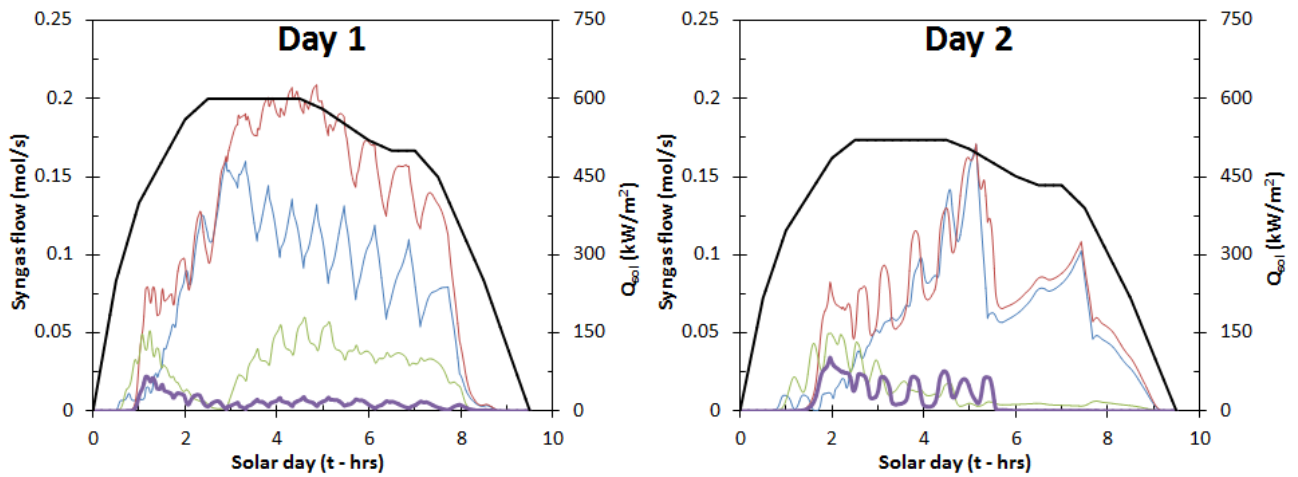 Day 1
Syngas flow (mol/s)
0.25
0.2
0.15
0.1
0.05
0
750
600
450
300
150
0
Q_sol (kW/m²)
0 2 4 6 8 10
Solar day (t - hrs)
Day 2
Syngas flow (mol/s)
0.25
0.2
0.15
0.1
0.05
0
750
600
450
300
150
0
Q_sol (kW/m²)
0 2 4 6 8 10
Solar day (t - hrs)